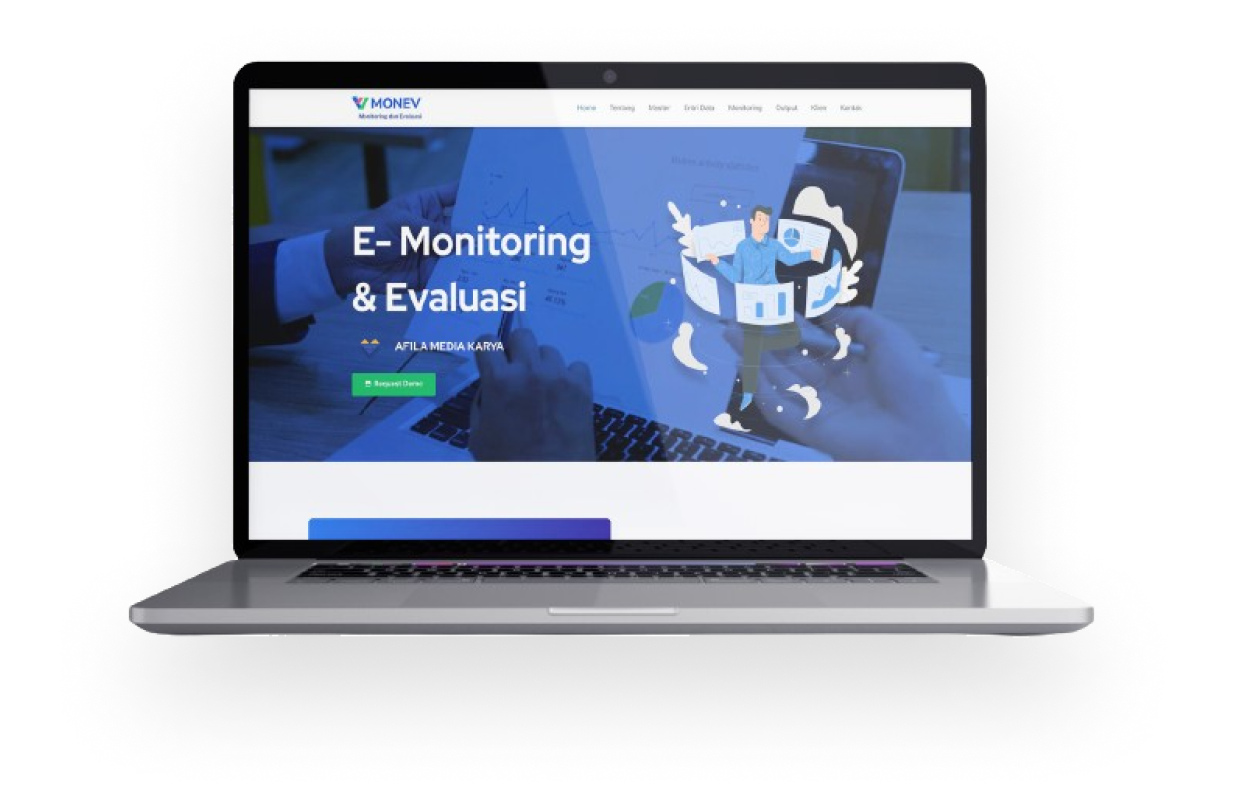 MONEV
Monitoring dan Evaluasi
Home Tentang Master Entri Data Monitoring Output Klien Kontak
E- Monitoring
& Evaluasi
AFILA MEDIA KARYA
Request Demo